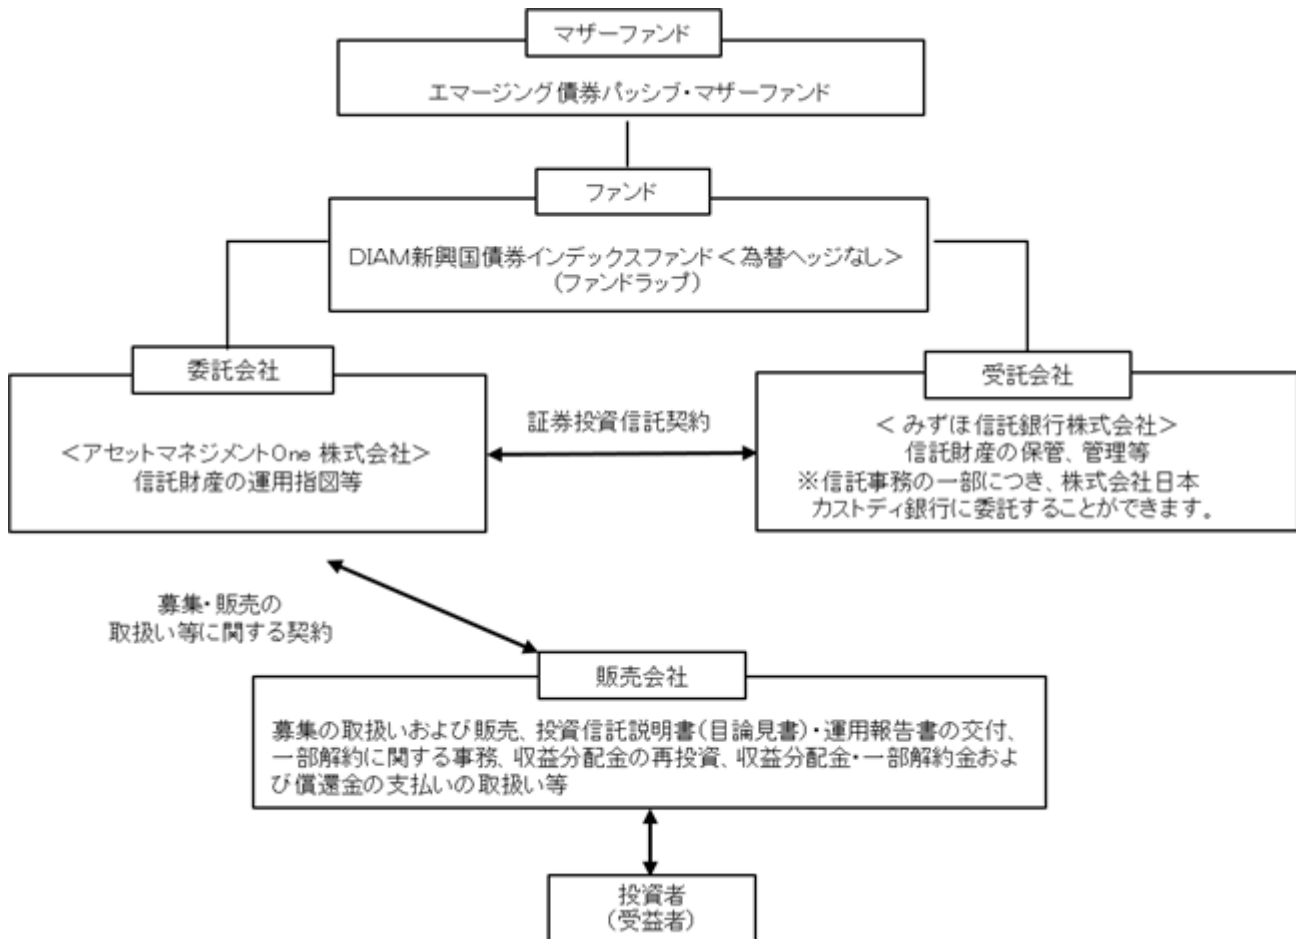 マザーファンド
エマージング債券パッシブ・マザーファンド
ファンド
DIAM新興国債券インデックスファンド＜為替ヘッジなし＞
（ファンドラップ）
委託会社
＜アセットマネジメントOne 株式会社＞
信託財産の運用指図等
証券投資信託契約
受託会社
＜みずほ信託銀行株式会社＞
信託財産の保管、管理等
※信託事務の一部につき、株式会社日本
カストディ銀行に委託することができます。
募集・販売の
取扱い等に関する契約
販売会社
募集の取扱いおよび販売、投資信託説明書（目論見書）・運用報告書の交付、
一部解約に関する事務、収益分配金の再投資、収益分配金・一部解約金およ
び償還金の支払いの取扱い等
投資者
（受益者）